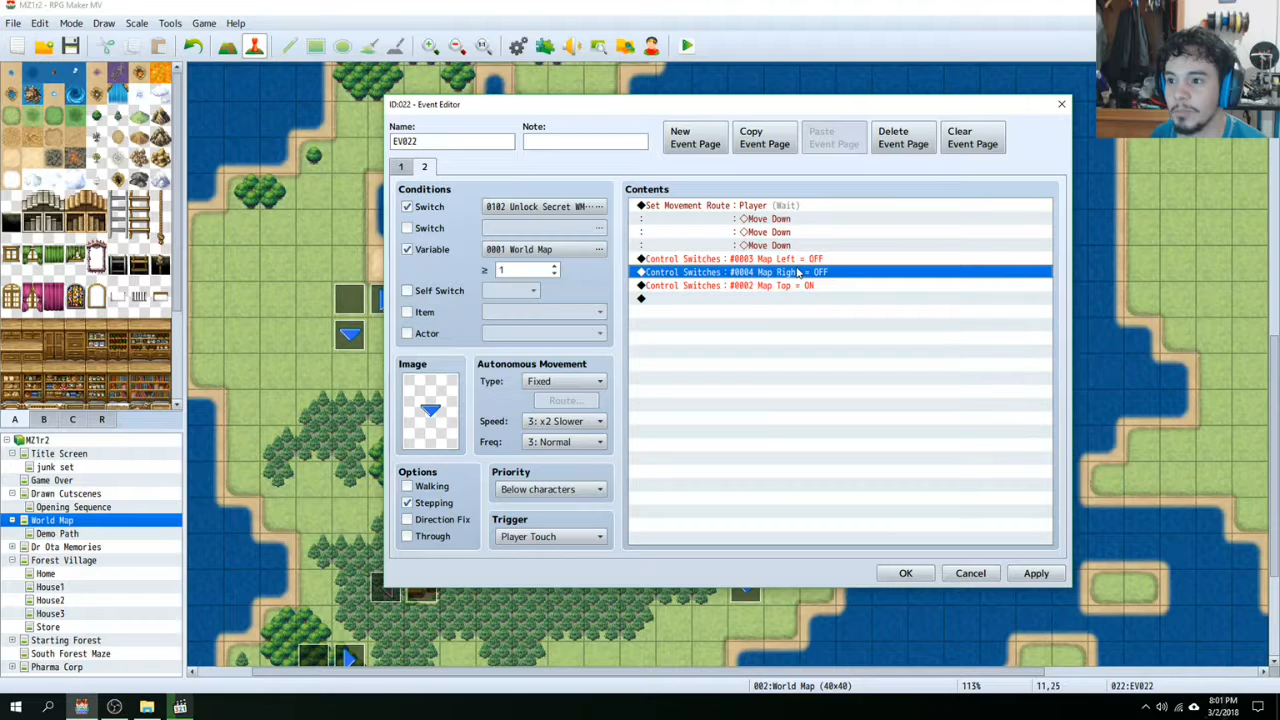 MZ1r2 - RPG Maker MV
File Edit Mode Draw Scale Tools Game Help
ID:022 - Event Editor
Name: Note:
EV022
New Event Page
Copy Event Page
Paste Event Page
Delete Event Page
Clear Event Page
1 2
Conditions
Switch 0102 Unlock Secret WM... ...
Switch ...
Variable 0001 World Map ...
≥ 1
Self Switch
Item
Actor
Image
Autonomous Movement
Type: Fixed
Route...
Speed: 3: x2 Slower
Freq: 3: Normal
Options
Walking
Stepping
Direction Fix
Through
Priority
Below characters
Trigger
Player Touch
Contents
◆Set Movement Route : Player (Wait)
: : ◇Move Down
: : ◇Move Down
: : ◇Move Down
◆Control Switches : #0003 Map Left = OFF
◆Control Switches : #0004 Map Right = OFF
◆Control Switches : #0002 Map Top = ON
◆
OK Cancel Apply
A B C R
MZ1r2
Title Screen
junk set
Game Over
Drawn Cutscenes
Opening Sequence
World Map
Demo Path
Dr Ota Memories
Forest Village
Home
House1
House2
House3
Store
Starting Forest
South Forest Maze
Pharma Corp
002:World Map (40x40) 113% 11,25 022:EV022
8:01 PM
3/2/2018